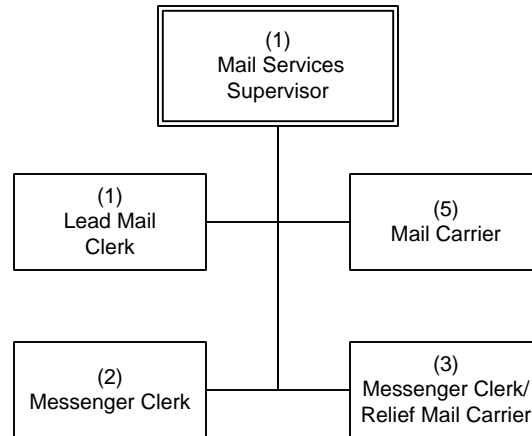 (1)
Mail Services
Supervisor
(1)
Lead Mail
Clerk
(5)
Mail Carrier
(2)
Messenger Clerk
(3)
Messenger Clerk/
Relief Mail Carrier